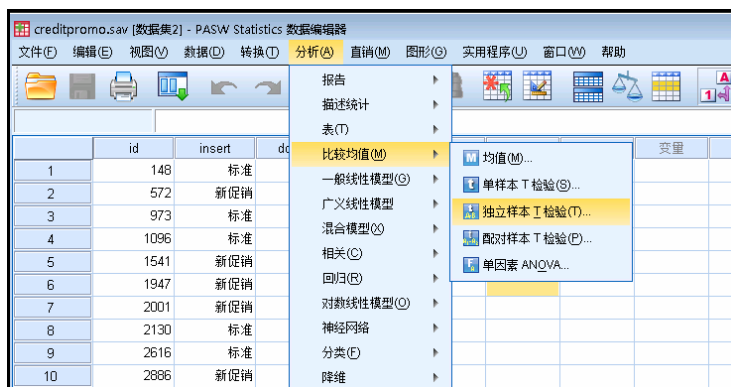 creditpromo.sav [数据集2] - PASW Statistics 数据编辑器
文件(F) 编辑(E) 视图(V) 数据(D) 转换(T) 分析(A) 直销(M) 图形(G) 实用程序(U) 窗口(W) 帮助
报告
描述统计
表(T)
比较均值(M)
一般线性模型(G)
广义线性模型
混合模型(X)
相关(C)
回归(R)
对数线性模型(O)
神经网络
分类(F)
降维
均值(M)...
单样本 T 检验(S)...
独立样本 T 检验(T)...
配对样本 T 检验(P)...
单因素 ANOVA...
id insert do 变量
1 148 标准
2 572 新促销
3 973 标准
4 1096 标准
5 1541 新促销
6 1947 新促销
7 2001 新促销
8 2130 标准
9 2616 标准
10 2886 新促销